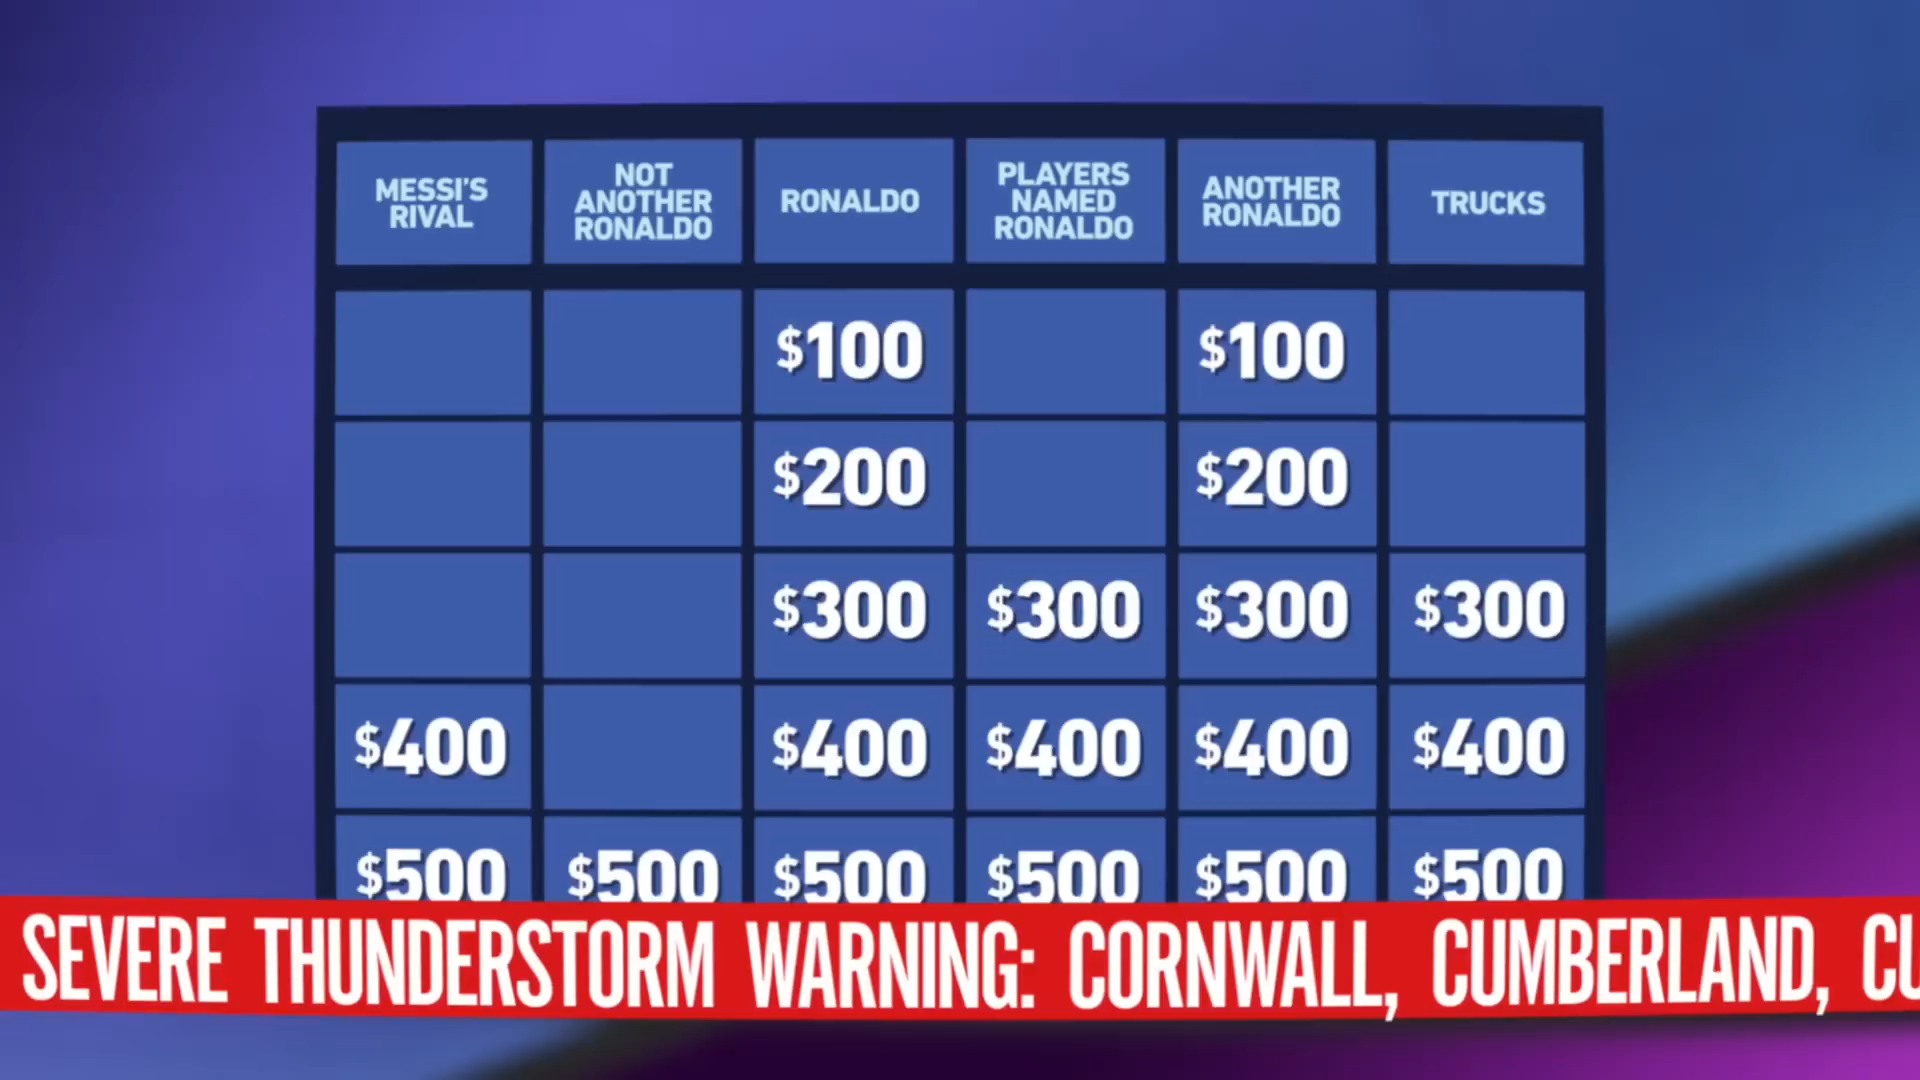 MESSI'S
RIVAL
NOT
ANOTHER
RONALDO
RONALDO
PLAYERS
NAMED
RONALDO
ANOTHER
RONALDO
TRUCKS
$100
$100
$200
$200
$300
$300
$300
$300
$400
$400
$400
$400
$400
$500
$500
$500
$500
$500
$500
SEVERE THUNDERSTORM WARNING: CORNWALL, CUMBERLAND, CU